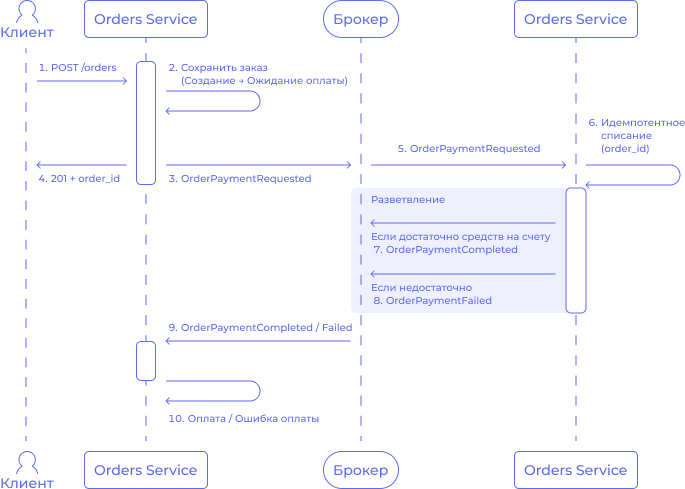 Клиент
Orders Service
Брокер
Orders Service
1. POST /orders
2. Сохранить заказ
(Создание → Ожидание оплаты)
6. Идемпотентное
списание
(order_id)
5. OrderPaymentRequested
4. 201 + order_id
3. OrderPaymentRequested
Разветвление
Если достаточно средств на счету
7. OrderPaymentCompleted
Если недостаточно
8. OrderPaymentFailed
9. OrderPaymentCompleted / Failed
10. Оплата / Ошибка оплаты
Клиент
Orders Service
Брокер
Orders Service